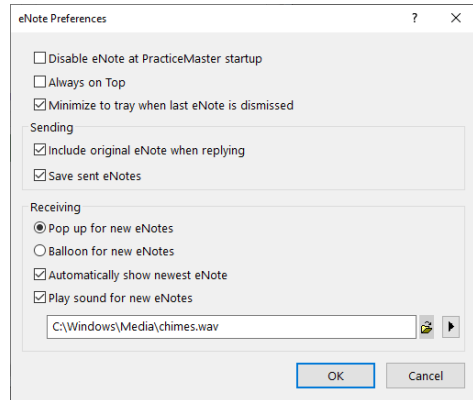 eNote Preferences
Disable eNote at PracticeMaster startup
Always on Top
Minimize to tray when last eNote is dismissed
Sending
Include original eNote when replying
Save sent eNotes
Receiving
Pop up for new eNotes
Balloon for new eNotes
Automatically show newest eNote
Play sound for new eNotes
C:\Windows\Media\chimes.wav
OK Cancel